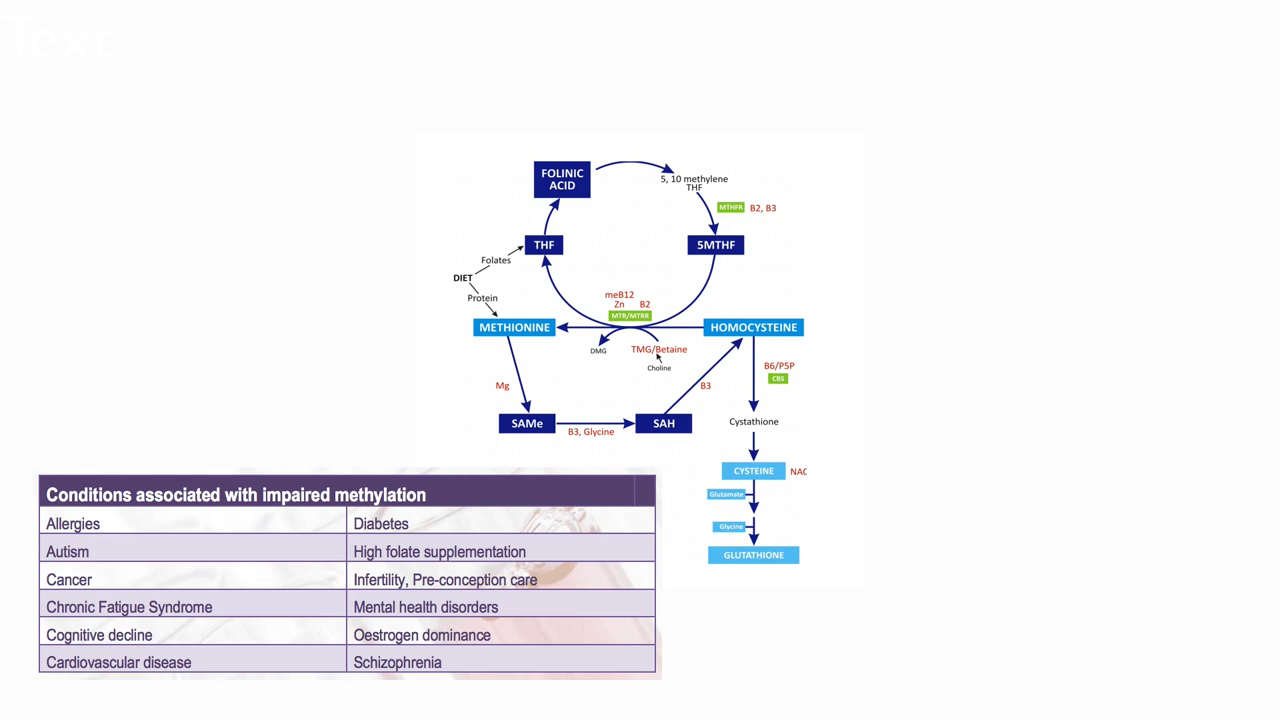 Text
FOLINIC
ACID
5, 10 methylene
THF
MTHFR B2, B3
THF
5MTHF
Folates
DIET
Protein
meB12
Zn B2
MTR/MTRR
METHIONINE
HOMOCYSTEINE
DMG
TMG/Betaine
Choline
B6/P5P
CBS
Mg
B3
SAMe
SAH
B3, Glycine
Cystathione
CYSTEINE NAC
Glutamate
Glycine
GLUTATHIONE
Conditions associated with impaired methylation
Allergies Diabetes
Autism High folate supplementation
Cancer Infertility, Pre-conception care
Chronic Fatigue Syndrome Mental health disorders
Cognitive decline Oestrogen dominance
Cardiovascular disease Schizophrenia